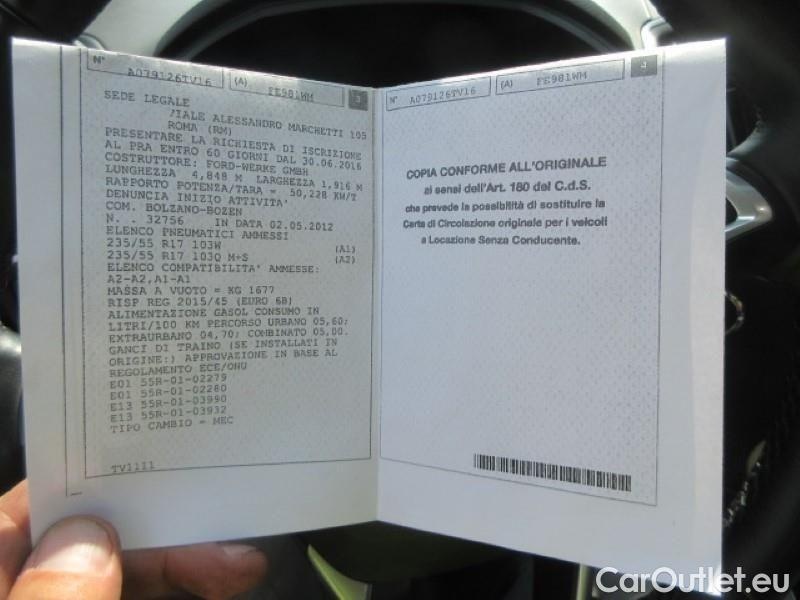 N° A079126TV16 (A) FE981WM 3
SEDE LEGALE
VIALE ALESSANDRO MARCHETTI 105
ROMA (RM)
PRESENTARE LA RICHIESTA DI ISCRIZIONE
AL PRA ENTRO 60 GIORNI DAL 30.06.2016
COSTRUTTORE: FORD-WERKE GMBH
LUNGHEZZA 4,848 M LARGHEZZA 1,916 M
RAPPORTO POTENZA/TARA = 50,228 KW/T
DENUNCIA INIZIO ATTIVITA'
COM. BOLZANO-BOZEN
N. . 32756 IN DATA 02.05.2012
ELENCO PNEUMATICI AMMESSI
235/55 R17 103W (A1)
235/55 R17 103Q M+S (A2)
ELENCO COMPATIBILITA' AMMESSE:
A2-A2,A1-A1
MASSA A VUOTO = KG 1677
RISP REG 2015/45 (EURO 6B)
ALIMENTAZIONE GASOL CONSUMO IN
LITRI/100 KM PERCORSO URBANO 05,60;
EXTRAURBANO 04,70; COMBINATO 05,00.
GANCI DI TRAINO (SE INSTALLATI IN
ORIGINE:) APPROVAZIONE IN BASE AL
REGOLAMENTO ECE/ONU
E01 55R-01-02279
E01 55R-01-02280
E13 55R-01-03990
E13 55R-01-03932
TIPO CAMBIO = MEC
TV1111
N° A079126TV16 (A) FE981WM 4
COPIA CONFORME ALL'ORIGINALE
ai sensi dell'Art. 180 del C.d.S.
che prevede la possibilità di sostituire la
Carta di Circolazione originale per i veicoli
a Locazione Senza Conducente.
CarOutlet.eu